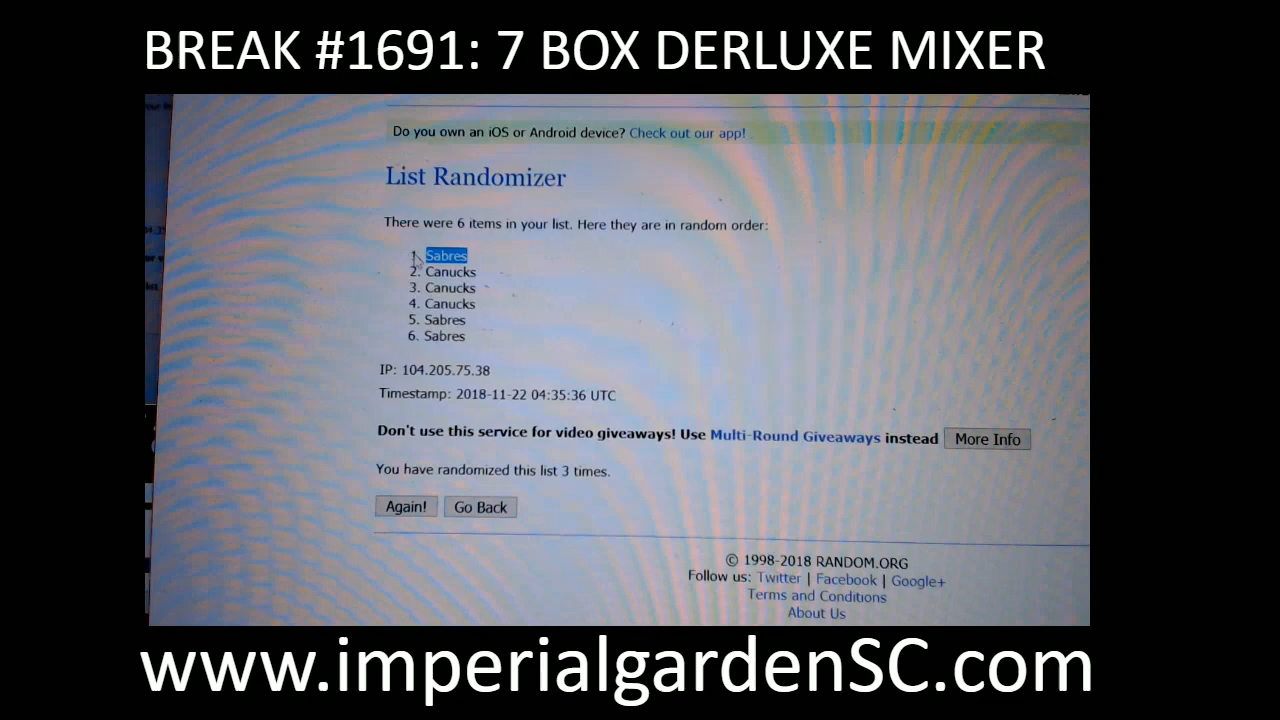 BREAK #1691: 7 BOX DERLUXE MIXER
Do you own an iOS or Android device? Check out our app!
List Randomizer
There were 6 items in your list. Here they are in random order:
1. Sabres
2. Canucks
3. Canucks
4. Canucks
5. Sabres
6. Sabres
IP: 104.205.75.38
Timestamp: 2018-11-22 04:35:36 UTC
Don't use this service for video giveaways! Use Multi-Round Giveaways instead More Info
You have randomized this list 3 times.
Again! Go Back
© 1998-2018 RANDOM.ORG
Follow us: Twitter | Facebook | Google+
Terms and Conditions
About Us
www.imperialgardenSC.com